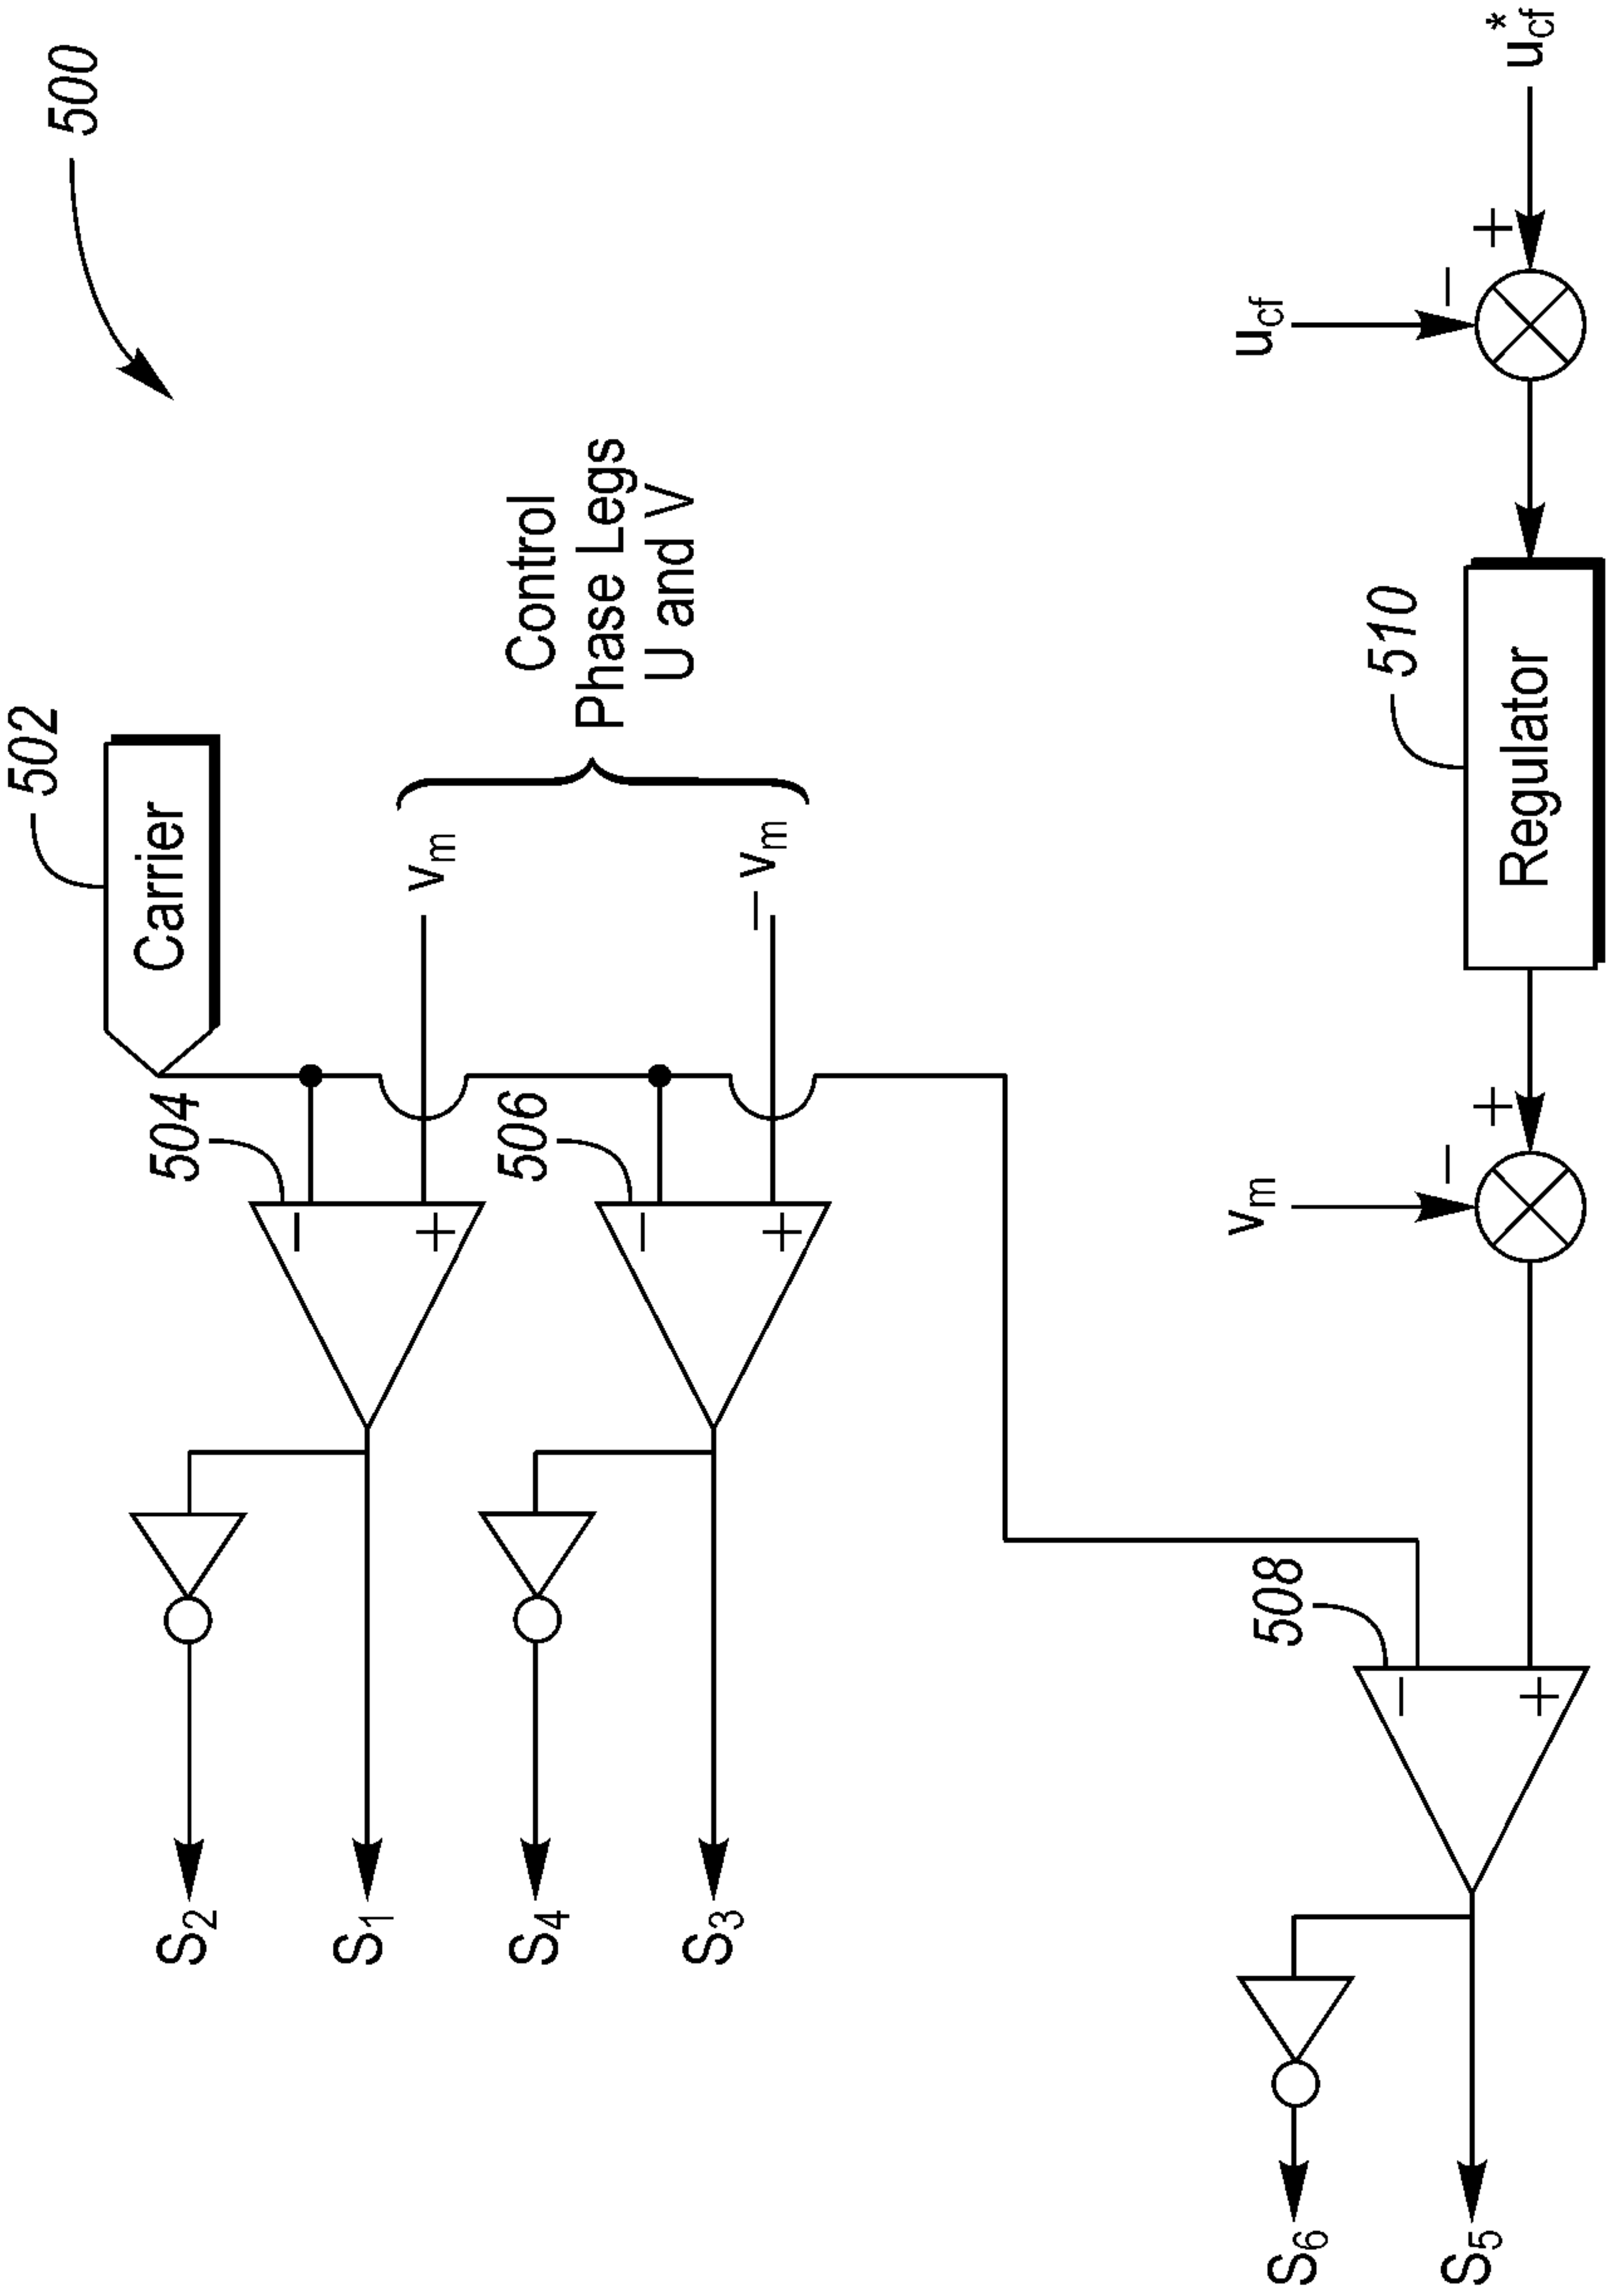 500
502
Carrier
504
v_m
506
– v_m
Control
Phase Legs
U and V
–
+
–
+
S_2
S_1
S_4
S_3
u_cf
u*_cf
–
+
510
Regulator
v_m
–
+
508
–
+
S_6
S_5